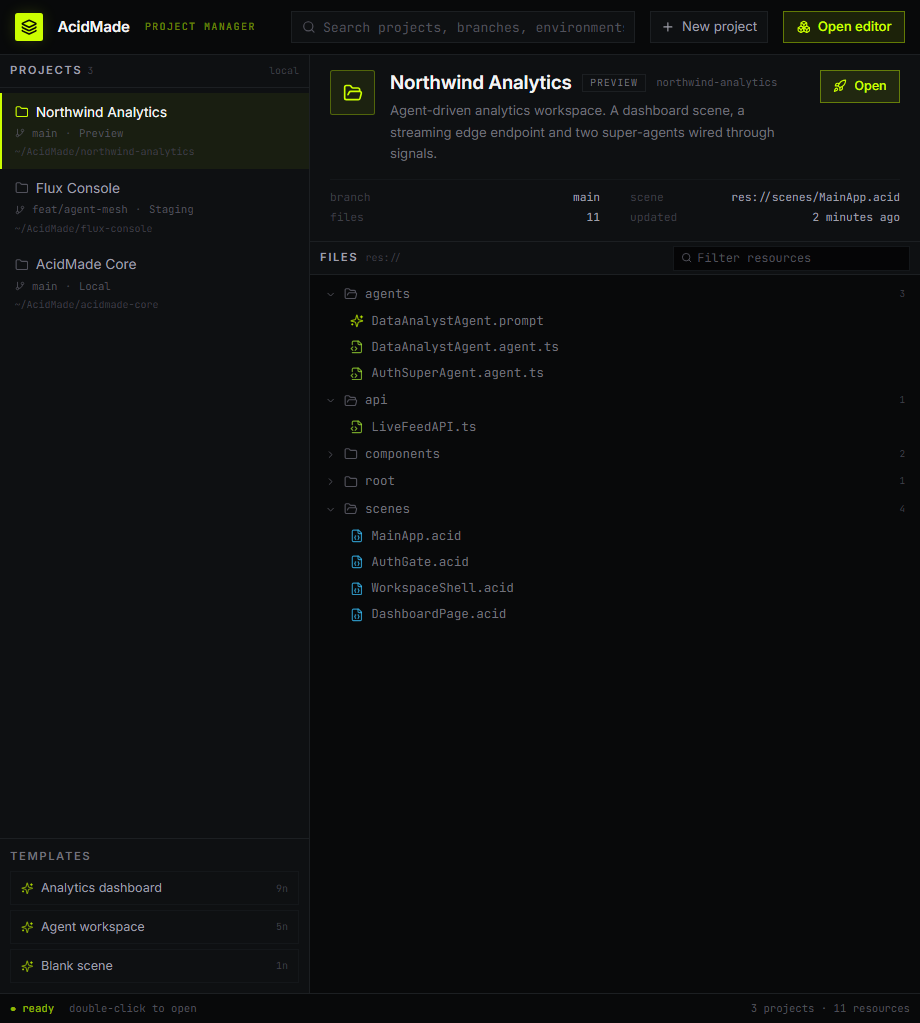 AcidMade PROJECT MANAGER
Search projects, branches, environments
New project
Open editor
PROJECTS 3 local
Northwind Analytics
main · Preview
~/AcidMade/northwind-analytics
Flux Console
feat/agent-mesh · Staging
~/AcidMade/flux-console
AcidMade Core
main · Local
~/AcidMade/acidmade-core
TEMPLATES
Analytics dashboard 9n
Agent workspace 5n
Blank scene 1n
Northwind Analytics PREVIEW northwind-analytics
Open
Agent-driven analytics workspace. A dashboard scene, a
streaming edge endpoint and two super-agents wired through
signals.
branch main scene res://scenes/MainApp.acid
files 11 updated 2 minutes ago
FILES res:// Filter resources
agents 3
DataAnalystAgent.prompt
DataAnalystAgent.agent.ts
AuthSuperAgent.agent.ts
api 1
LiveFeedAPI.ts
components 2
root 1
scenes 4
MainApp.acid
AuthGate.acid
WorkspaceShell.acid
DashboardPage.acid
ready double-click to open 3 projects · 11 resources